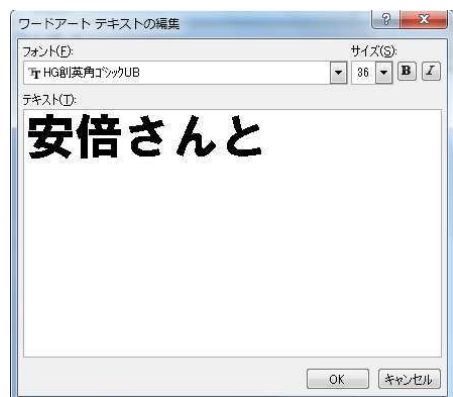 ワードアート テキストの編集
フォント(F):
サイズ(S):
HG創英角ゴシックUB
36
B
I
テキスト(T):
安倍さんと
OK
キャンセル